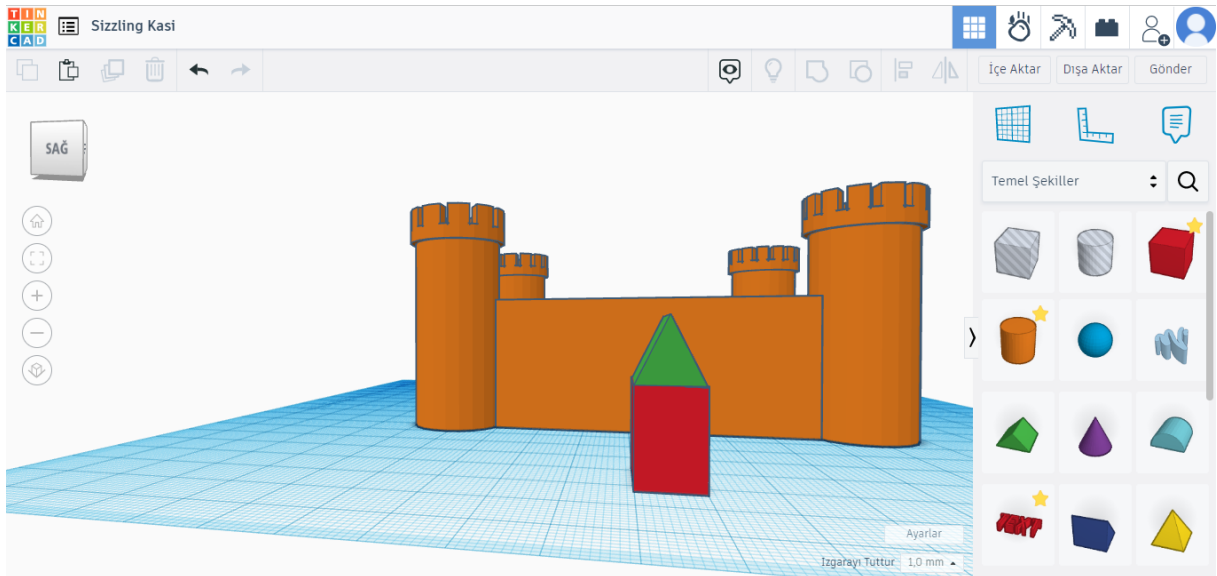 TIN
KER
CAD
Sizzling Kasi
İçe Aktar
Dışa Aktar
Gönder
SAĞ
Temel Şekiller
TEXT
Ayarlar
Izgarayı Tuttur 1,0 mm